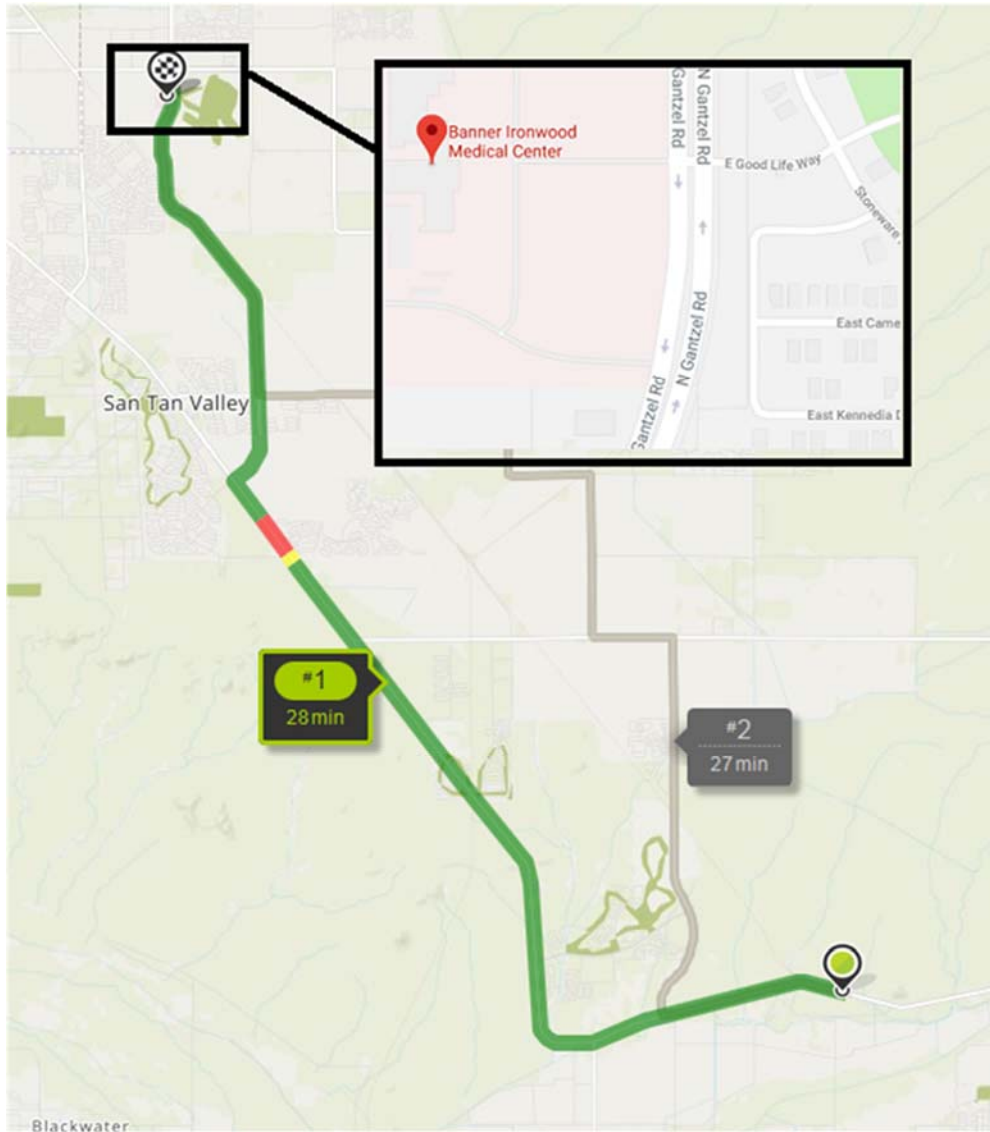 Banner Ironwood
Medical Center
Gantzel Rd
N Gantzel Rd
E Good Life Way
Stoneware
East Came
N Gantzel Rd
Gantzel Rd
East Kennedia D
San Tan Valley
#1
28 min
#2
27 min
Blackwater